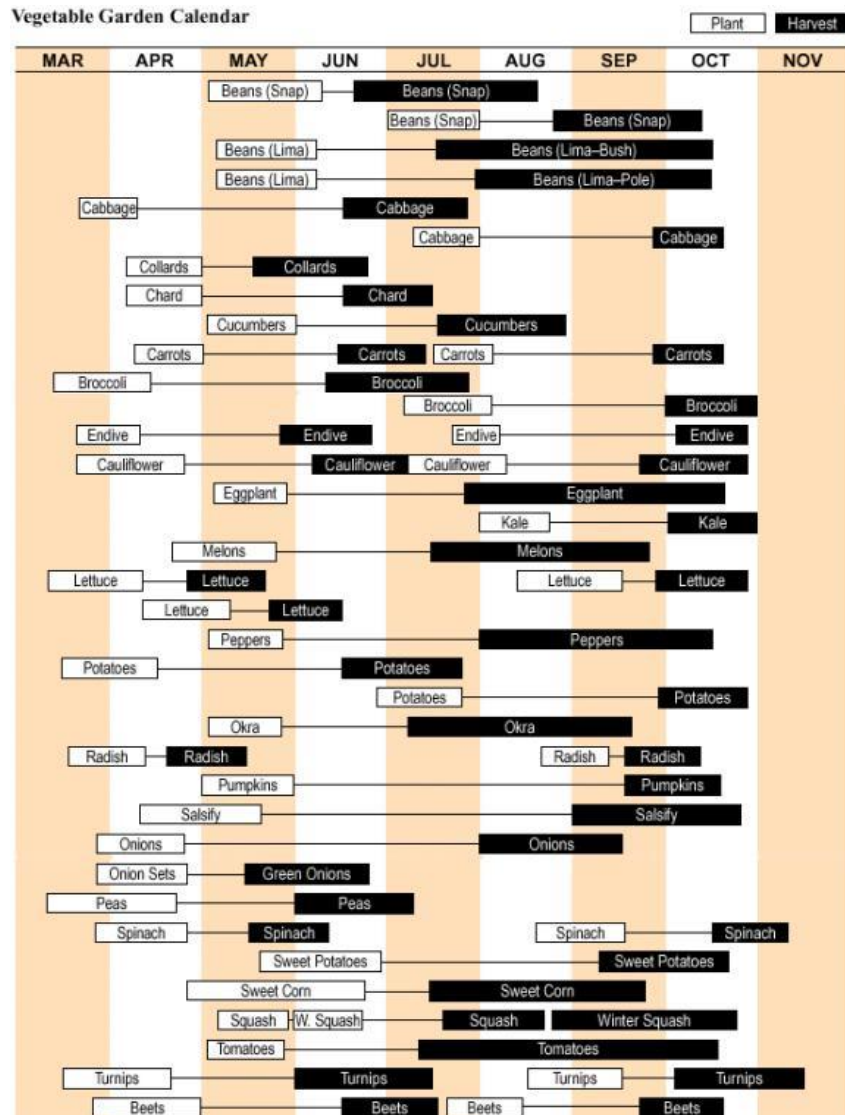 Vegetable Garden Calendar
Plant Harvest
MAR APR MAY JUN JUL AUG SEP OCT NOV
Beans (Snap) Beans (Snap)
Beans (Snap) Beans (Snap)
Beans (Lima) Beans (Lima–Bush)
Beans (Lima) Beans (Lima–Pole)
Cabbage Cabbage
Cabbage Cabbage
Collards Collards
Chard Chard
Cucumbers Cucumbers
Carrots Carrots Carrots Carrots
Broccoli Broccoli
Broccoli Broccoli
Endive Endive Endive Endive
Cauliflower Cauliflower Cauliflower Cauliflower
Eggplant Eggplant
Kale Kale
Melons Melons
Lettuce Lettuce Lettuce Lettuce
Lettuce Lettuce
Peppers Peppers
Potatoes Potatoes
Potatoes Potatoes
Okra Okra
Radish Radish Radish Radish
Pumpkins Pumpkins
Salsify Salsify
Onions Onions
Onion Sets Green Onions
Peas Peas
Spinach Spinach Spinach Spinach
Sweet Potatoes Sweet Potatoes
Sweet Corn Sweet Corn
Squash W. Squash Squash Winter Squash
Tomatoes Tomatoes
Turnips Turnips Turnips Turnips
Beets Beets Beets Beets